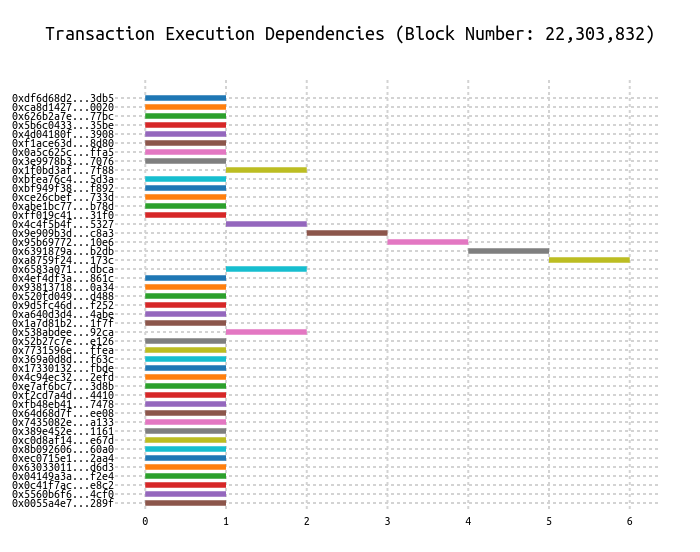 Transaction Execution Dependencies (Block Number: 22,303,832)
0xdf6d68d2...3db5
0xca8d1427...0020
0x626b2a7e...77bc
0x5b6c0433...35be
0x4d04180f...3908
0xf1ace63d...8d80
0x0a5c625c...ffa5
0x3e9978b3...7076
0x1f0bd3af...7f88
0xbfea76c4...5d3a
0xbf949f38...f892
0xce26cbef...733d
0xabe1bc77...b78d
0xff019c41...31f0
0x4c4f5b4f...5327
0x9e909b3d...c8a3
0x95b69772...10e6
0x6391879a...b2db
0xa8759f24...173c
0x6583a071...dbca
0x4ef4df3a...861c
0x93813718...0a34
0x520fd049...d488
0x9d5fc46d...f252
0xa640d3d4...4abe
0x1a7d81b2...1f7f
0x538abdee...92ca
0x52b27c7e...e126
0x7731596e...ffea
0x369a0d8d...f63c
0x17330132...fbde
0x4c94ec32...2efd
0xe7af6bc7...3d8b
0xf2cd7a4d...4410
0xfb48eb41...7478
0x64d68d7f...ee08
0x7435082e...a133
0x389e452e...1161
0xc0d8af14...e67d
0x8b092606...60a0
0xec0715e1...2aa4
0x63033011...d6d3
0x04149a3a...f2e4
0x0c41f7ac...e8c2
0x5560b6f6...4cf0
0x0055a4e7...289f
0 1 2 3 4 5 6